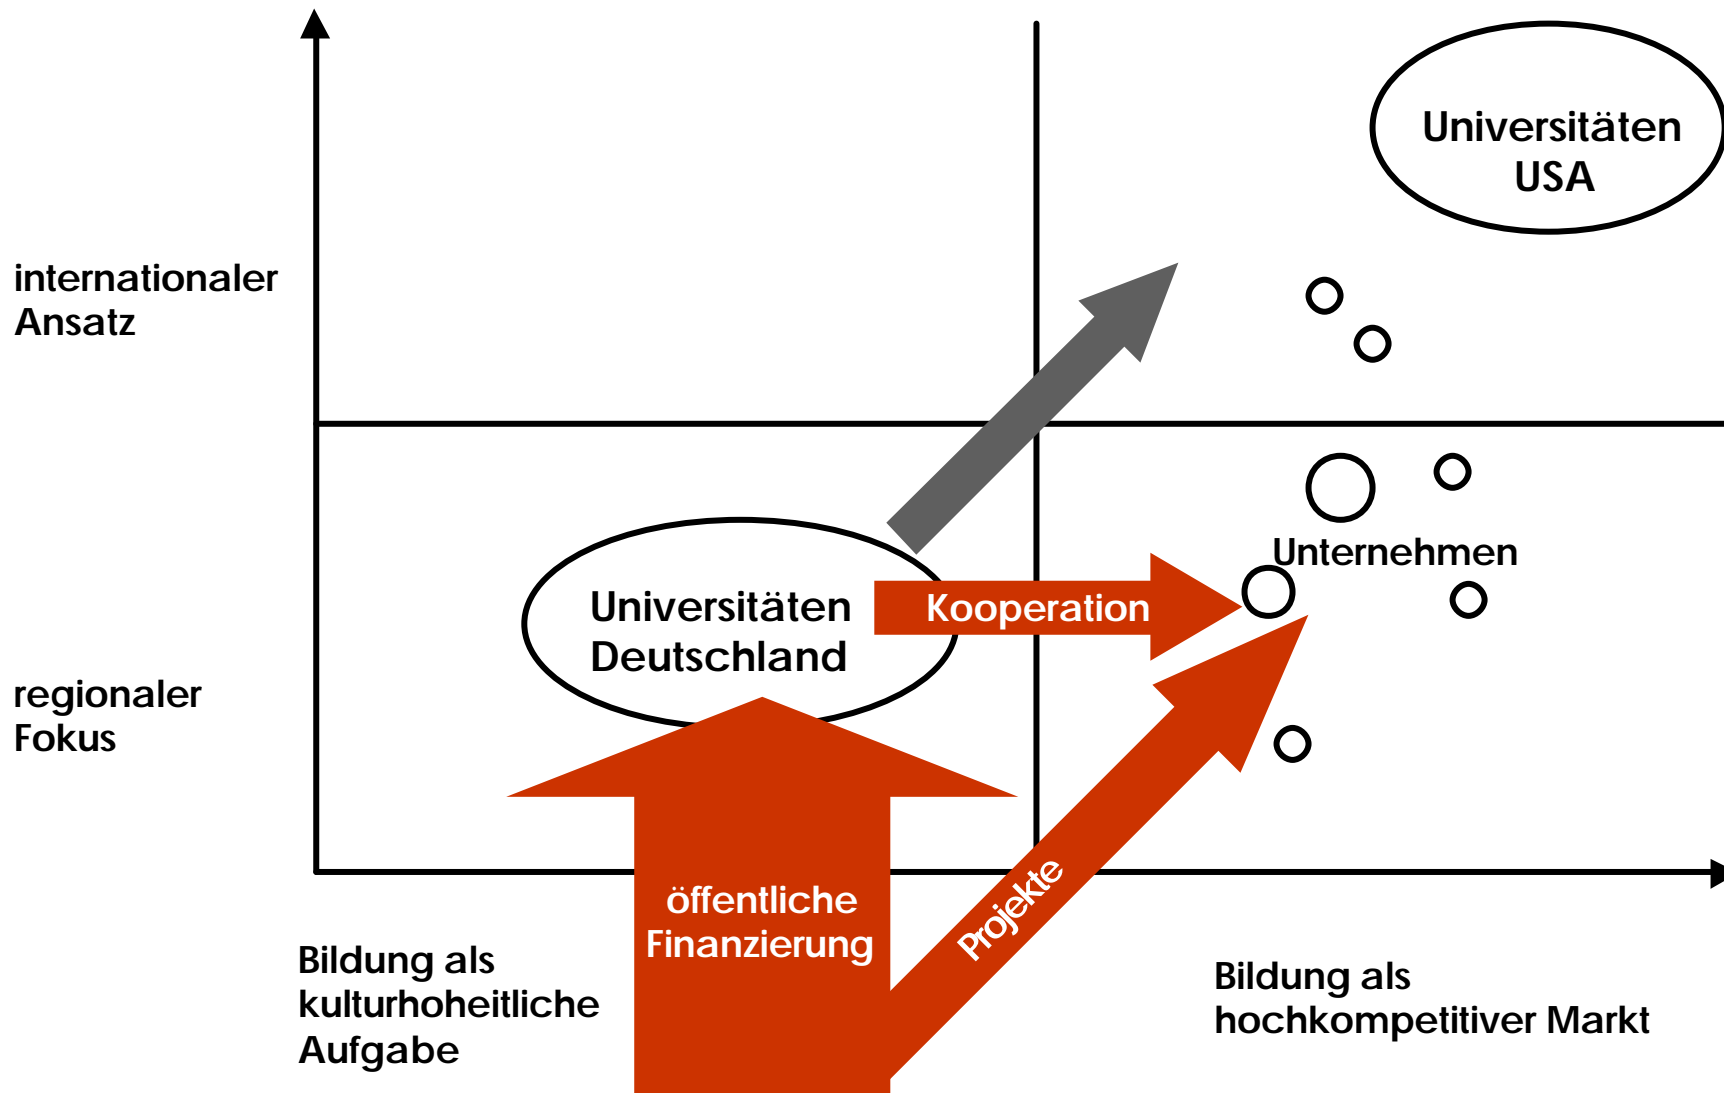 Universitäten
USA
internationaler
Ansatz
Unternehmen
Universitäten
Deutschland
Kooperation
regionaler
Fokus
öffentliche
Finanzierung
Projekte
Bildung als
kulturhoheitliche
Aufgabe
Bildung als
hochkompetitiver Markt